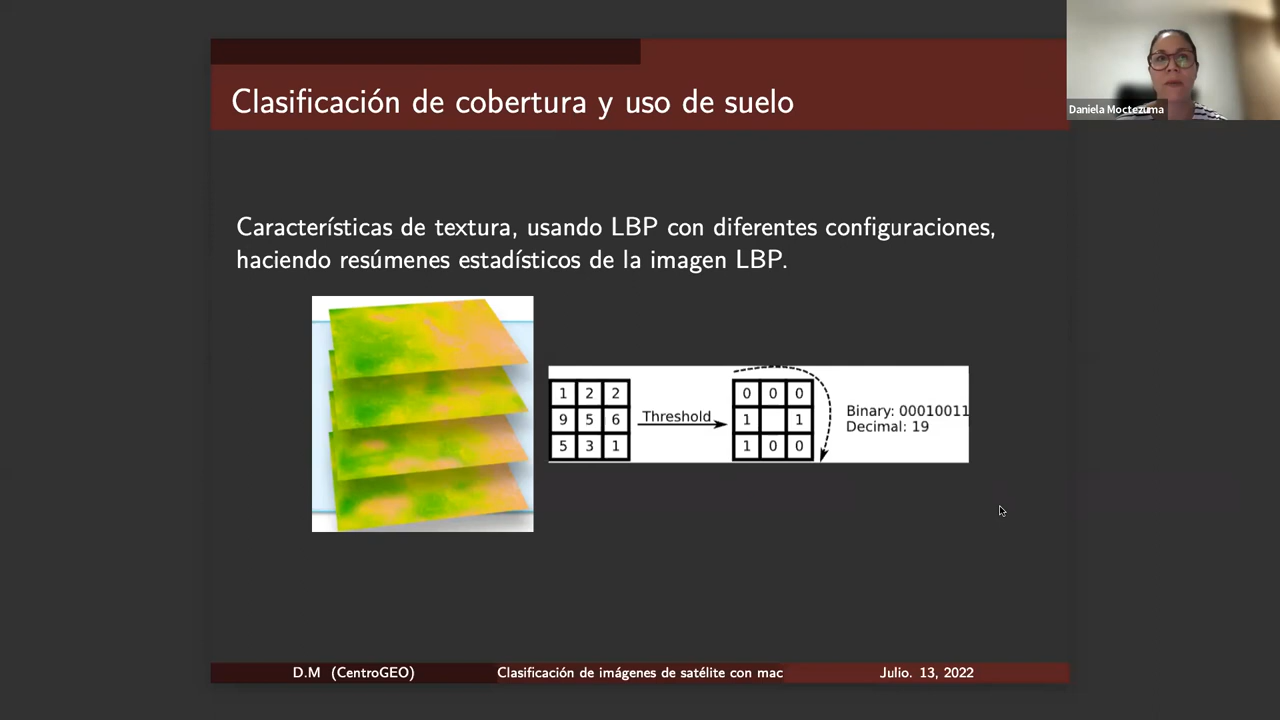 Clasificación de cobertura y uso de suelo
Daniela Moctezuma
Características de textura, usando LBP con diferentes configuraciones,
haciendo resúmenes estadísticos de la imagen LBP.
1 2 2
9 5 6
5 3 1
Threshold
0 0 0
1 1
1 0 0
Binary: 00010011
Decimal: 19
D.M (CentroGEO)
Clasificación de imágenes de satélite con mac
Julio. 13, 2022